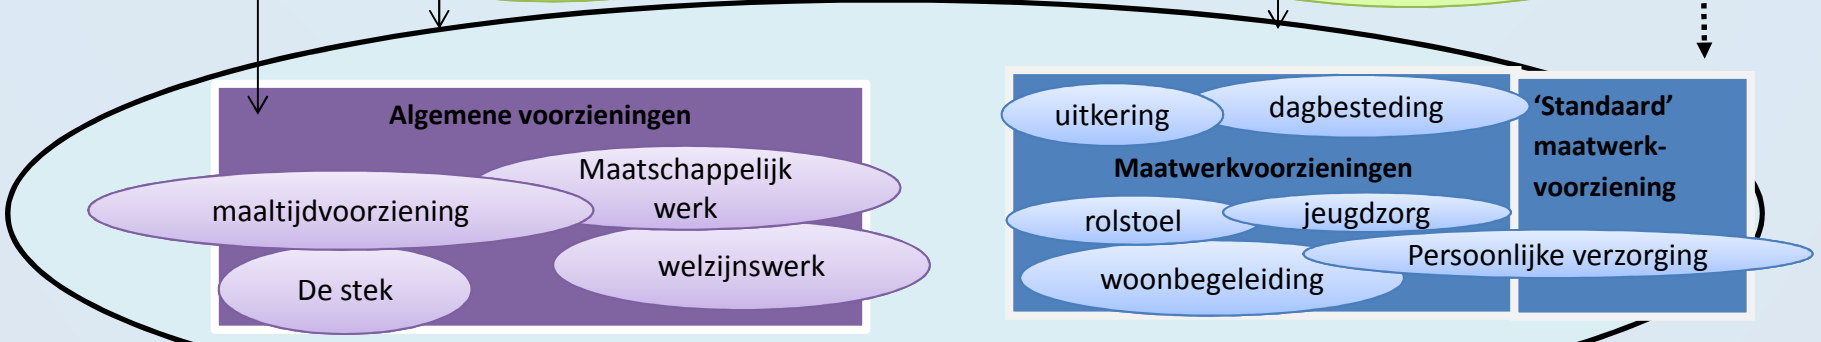 Algemene voorzieningen
Maatschappelijk
werk
maaltijdvoorziening
welzijnswerk
De stek
uitkering
dagbesteding
Maatwerkvoorzieningen
rolstoel
jeugdzorg
woonbegeleiding
‘Standaard’
maatwerk-
voorziening
Persoonlijke verzorging